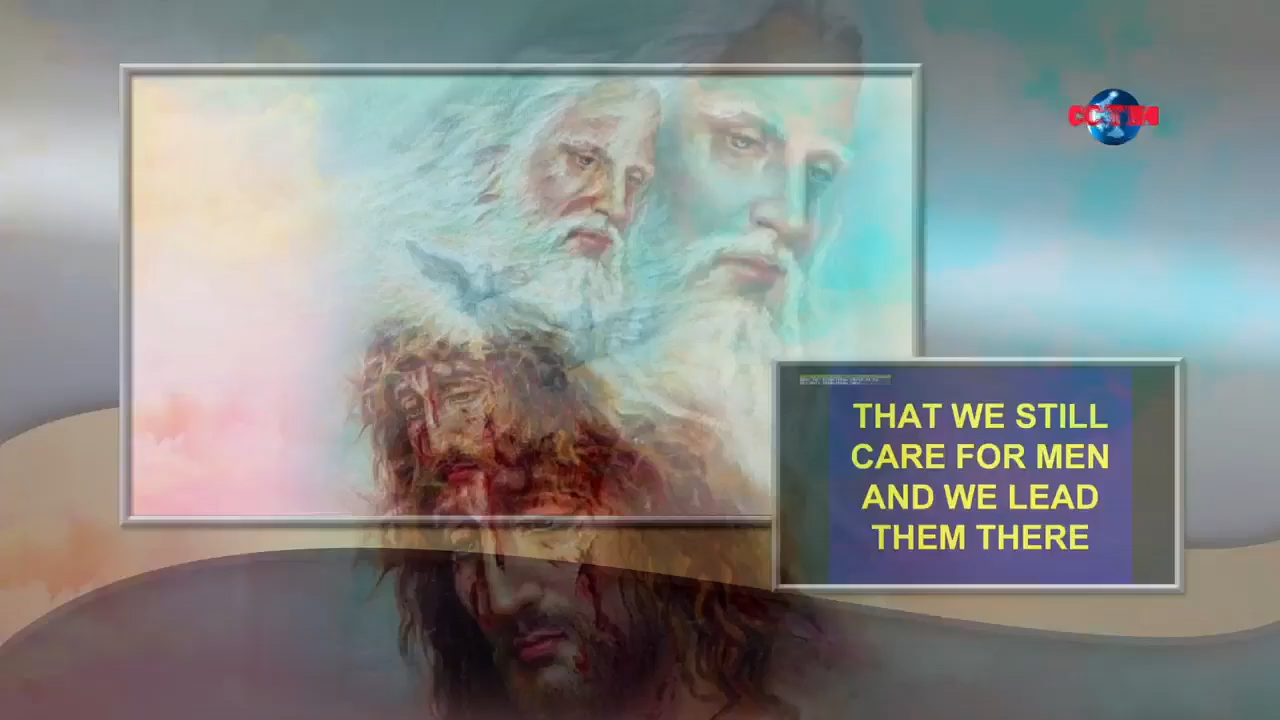 THAT WE STILL
CARE FOR MEN
AND WE LEAD
THEM THERE